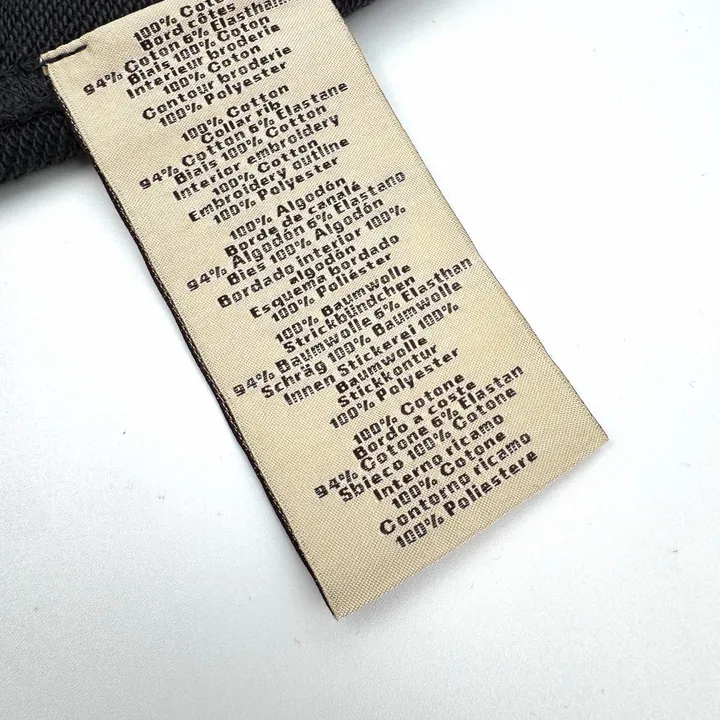 100% Coton
Bord côtes
94% Coton 6% Elasthanne
Biais 100% Coton
Interieur broderie
100% Coton
Contour broderie
100% Polyester
100% Cotton
Collar rib
94% Cotton 6% Elastane
Biais 100% Cotton
Interior embroidery
100% Cotton
Embroidery outline
100% Polyester
100% Algodón
Borde de canalé
94% Algodón 6% Elastano
Bies 100% Algodón
Bordado interior 100%
algodón
Esquema bordado
100% Poliéster
100% Baumwolle
Strickbündchen
94% Baumwolle 6% Elasthan
Schräg 100% Baumwolle
Innen Stickerei 100%
Baumwolle
Stickkontur
100% Polyester
100% Cotone
Bordo a coste
94% Cotone 6% Elastan
Sbieco 100% Cotone
Interno ricamo
100% Cotone
Contorno ricamo
100% Poliestere